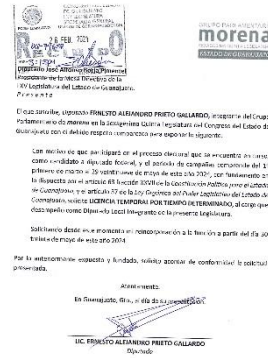 GRUPO PARLAMENTARIO
morena
ESTADO DE GUANAJUATO
Diputado José Alfonso Borja Pimentel
Presidente de la Mesa Directiva de la
LXV Legislatura del Estado de Guanajuato.
Presente
El que suscribe, Diputado ERNESTO ALEJANDRO PRIETO GALLARDO, integrante del Grupo
Parlamentario de morena en la Sexagésima Quinta Legislatura del Congreso del Estado de
Guanajuato con el debido respeto comparezco para exponer lo siguiente:
Con motivo de que participaré en el proceso electoral que se encuentra en curso
como candidato a diputado federal, y el periodo de campaña comprende del 1º
primero de marzo al 29 veintinueve de mayo de 2024, con fundamento en
lo dispuesto por el artículo 63 fracción XXVII de la Constitución Política para el Estado
de Guanajuato, y el artículo 37 de la Ley Orgánica del Poder Legislativo del Estado de
Guanajuato, solicito LICENCIA TEMPORAL POR TIEMPO DETERMINADO, al cargo que
desempeño como Diputado Local integrante de la presente Legislatura.
Solicitando desde este momento mi reincorporación a la función a partir del día 30
treinta de mayo de este año 2024.
Por lo anteriormente expuesto y fundado, solicito acordar de conformidad lo solicitado
presentada.
Atentamente.
En Guanajuato, Gto., al día de su presentación.
LIC. ERNESTO ALEJANDRO PRIETO GALLARDO
Diputado